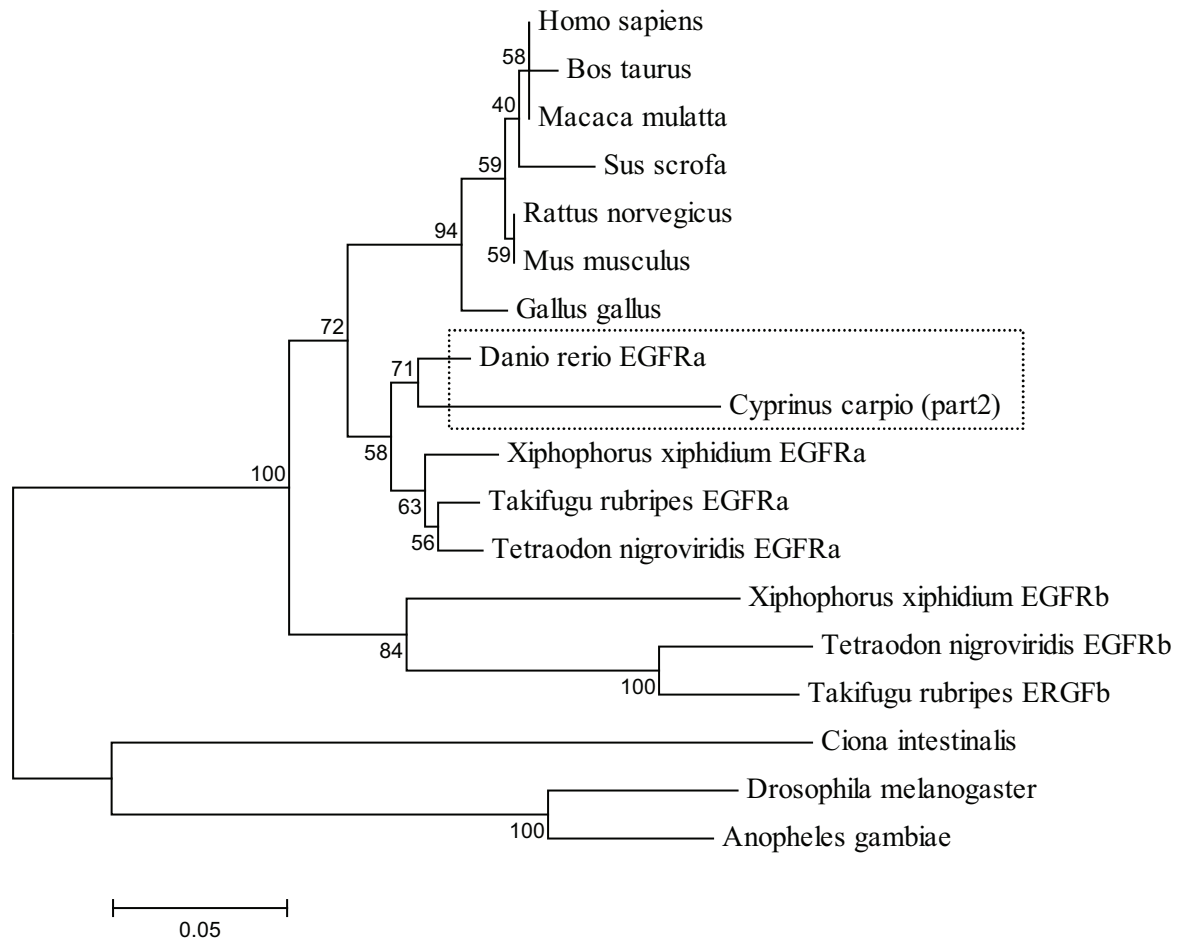 Homo sapiens
58
Bos taurus
40
Macaca mulatta
59
Sus scrofa
Rattus norvegicus
94
59
Mus musculus
Gallus gallus
72
Danio rerio EGFRa
71
Cyprinus carpio (part2)
58
Xiphophorus xiphidium EGFRa
100
63
Takifugu rubripes EGFRa
56
Tetraodon nigroviridis EGFRa
Xiphophorus xiphidium EGFRb
84
Tetraodon nigroviridis EGFRb
100
Takifugu rubripes ERGFb
Ciona intestinalis
Drosophila melanogaster
100
Anopheles gambiae
0.05